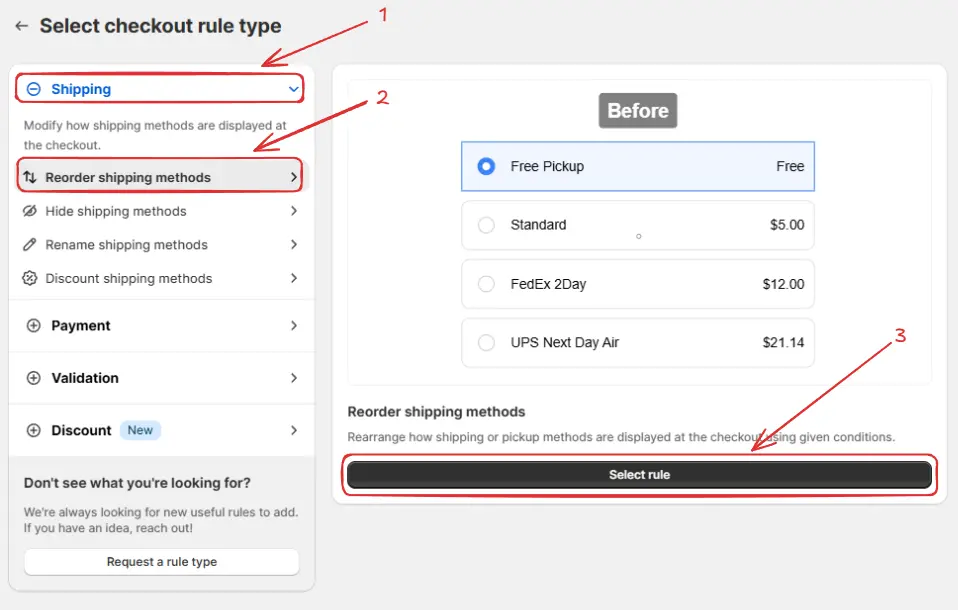 Select checkout rule type
1
Shipping
2
Modify how shipping methods are displayed at
the checkout.
Reorder shipping methods
Hide shipping methods
Rename shipping methods
Discount shipping methods
Payment
Validation
Discount New
Don't see what you're looking for?
We're always looking for new useful rules to add.
If you have an idea, reach out!
Request a rule type
Before
Free Pickup Free
Standard $5.00
FedEx 2Day $12.00
UPS Next Day Air $21.14
3
Reorder shipping methods
Rearrange how shipping or pickup methods are displayed at the checkout using given conditions.
Select rule